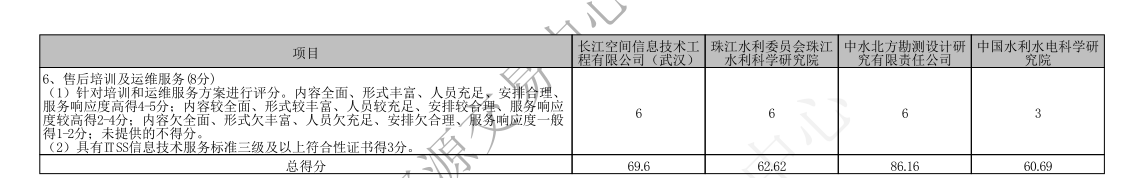 项目
长江空间信息技术工
程有限公司（武汉）
珠江水利委员会珠江
水利科学研究院
中水北方勘测设计研
究有限责任公司
中国水利水电科学研
究院
6、售后培训及运维服务(8分)
（1）针对培训和运维服务方案进行评分。内容全面、形式丰富、人员充足、安排合理、
服务响应度高得4-5分；内容较全面、形式较丰富、人员较充足、安排较合理、服务响应
度较高得2-4分；内容欠全面、形式欠丰富、人员欠充足、安排欠合理、服务响应度一般
得1-2分；未提供的不得分。
（2）具有ITSS信息技术服务标准三级及以上符合性证书得3分。
6
6
6
3
总得分
69.6
62.62
86.16
60.69
源交易中心